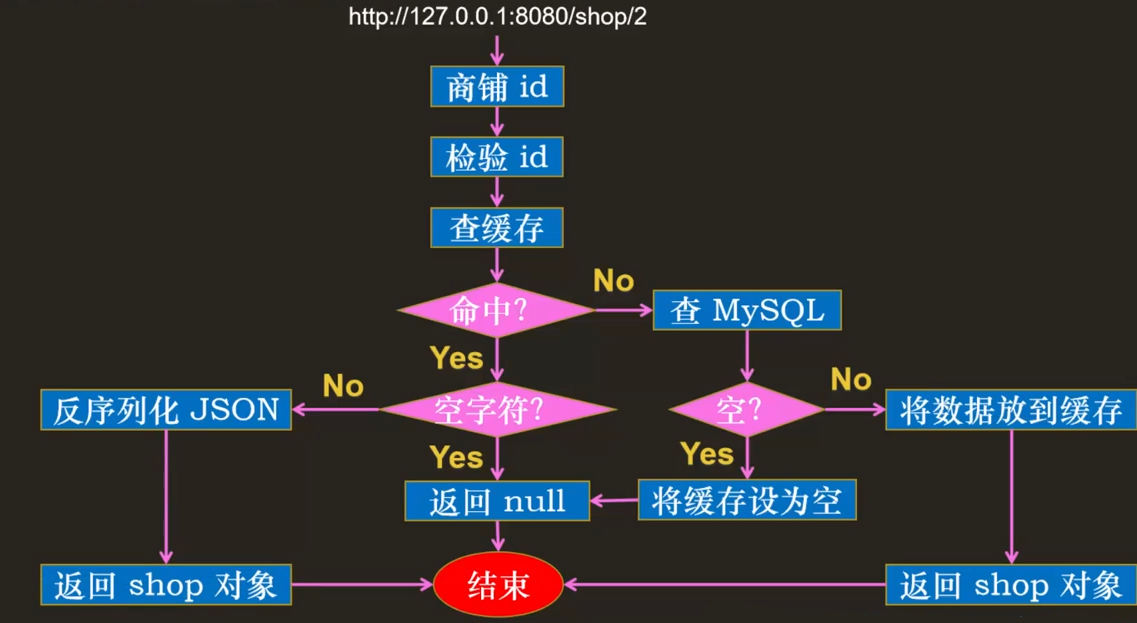 http://127.0.0.1:8080/shop/2
商铺 id
检验 id
查缓存
命中?
No
查 MySQL
Yes
空字符?
No
反序列化 JSON
空?
No
将数据放到缓存
Yes
Yes
返回 null
将缓存设为空
返回 shop 对象
结束
返回 shop 对象